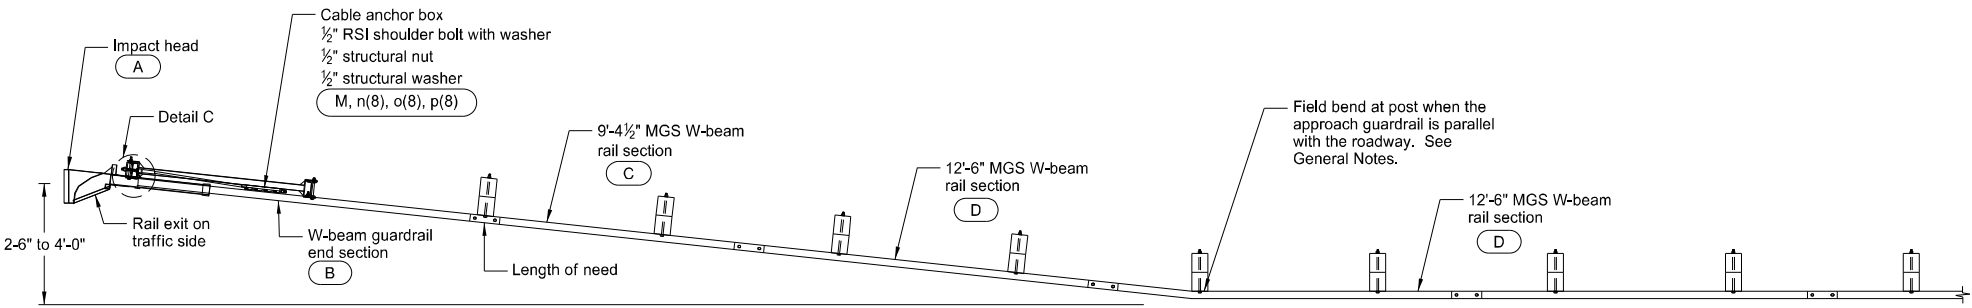 Cable anchor box
½" RSI shoulder bolt with washer
½" structural nut
½" structural washer
M, n(8), o(8), p(8)
Impact head
A
Detail C
9'-4½" MGS W-beam
rail section
C
12'-6" MGS W-beam
rail section
D
Field bend at post when the
approach guardrail is parallel
with the roadway. See
General Notes.
12'-6" MGS W-beam
rail section
D
Rail exit on
traffic side
2-6" to 4'-0"
W-beam guardrail
end section
B
Length of need